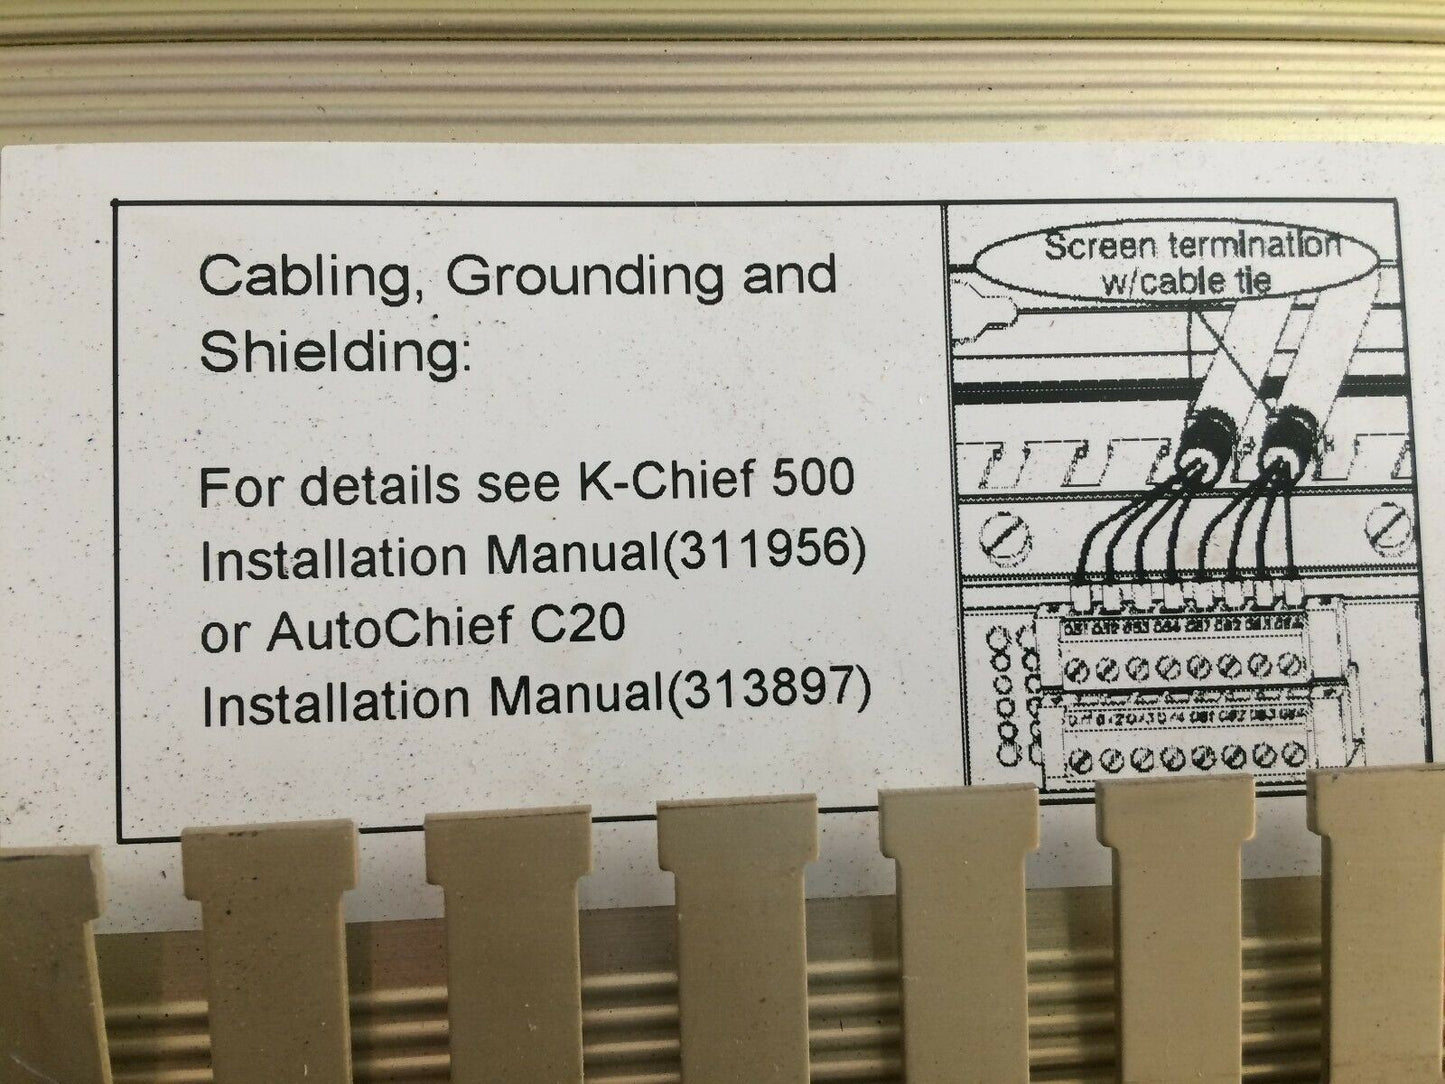 Cabling, Grounding and
Shielding:
For details see K-Chief 500
Installation Manual(311956)
or AutoChief C20
Installation Manual(313897)
Screen termination
w/cable tie